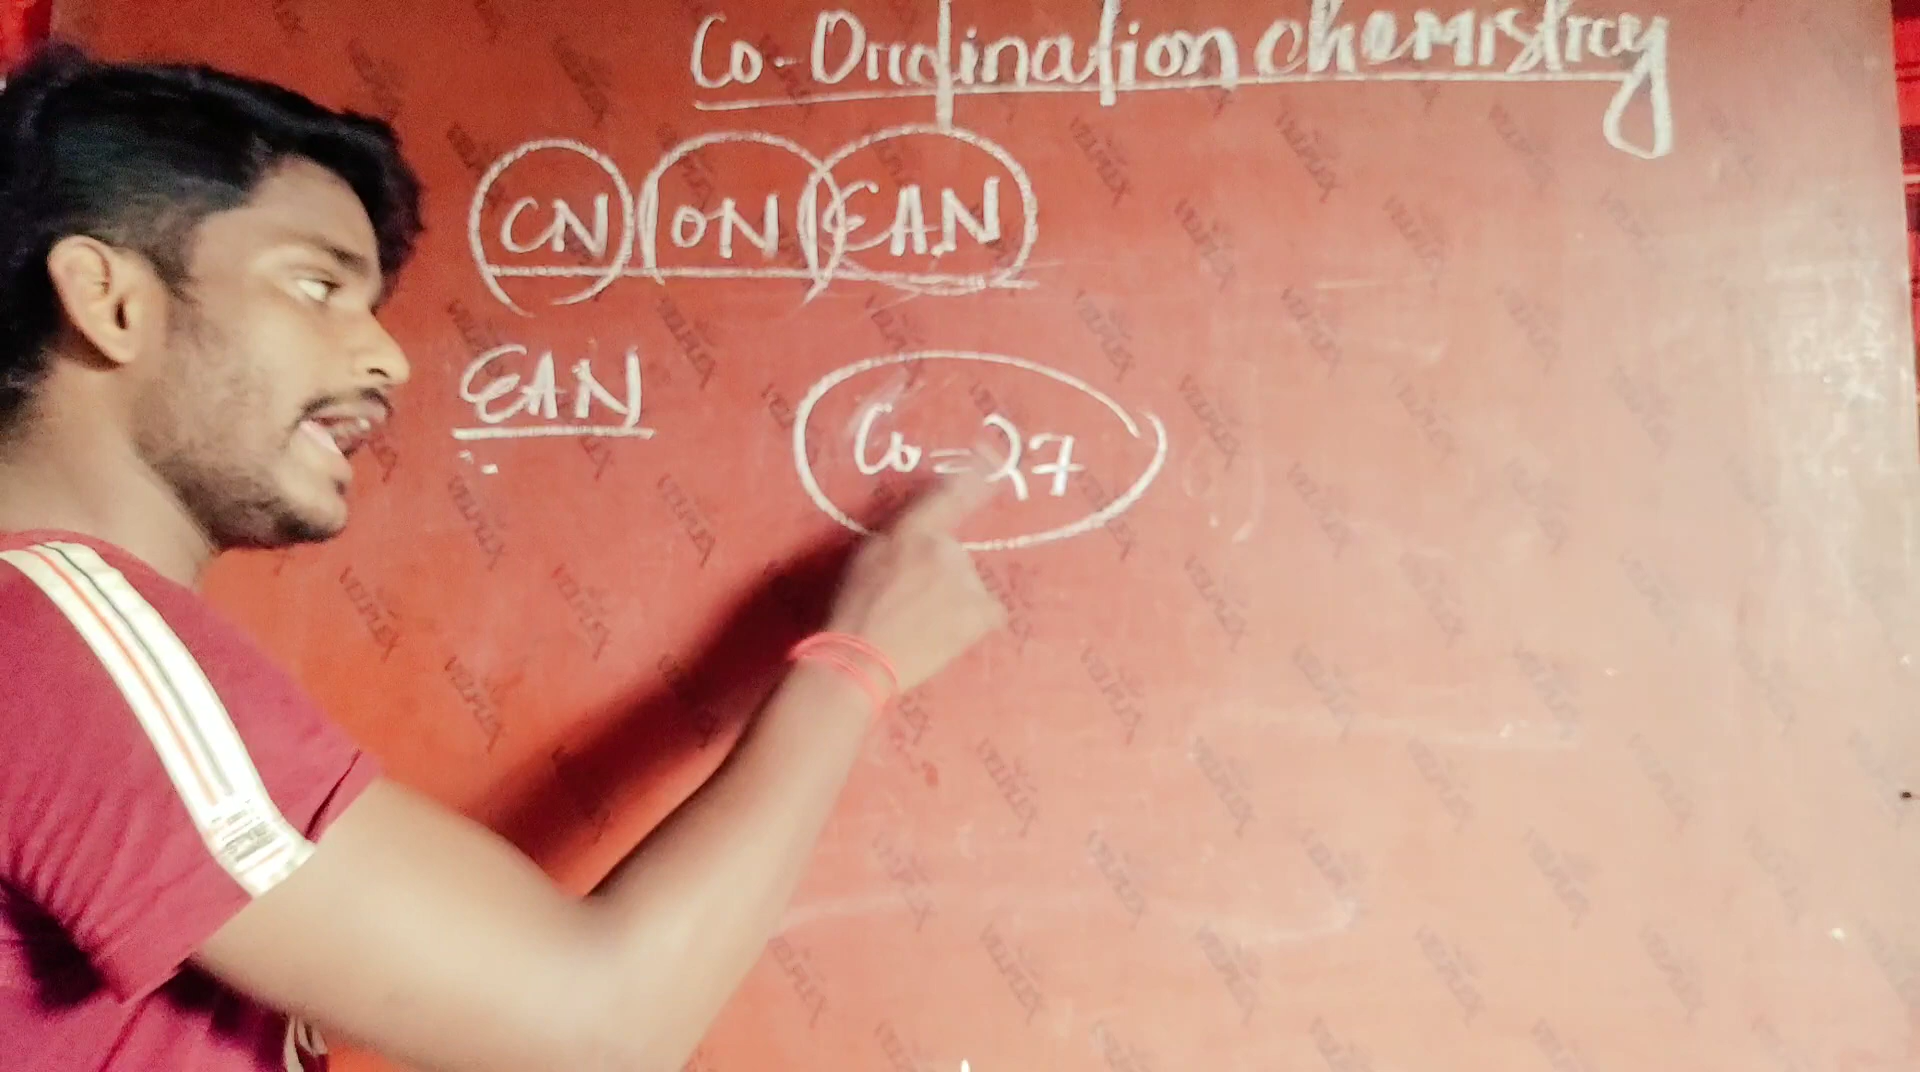 Co-Ordination chemistry
CN ON EAN
EAN
Co = 27